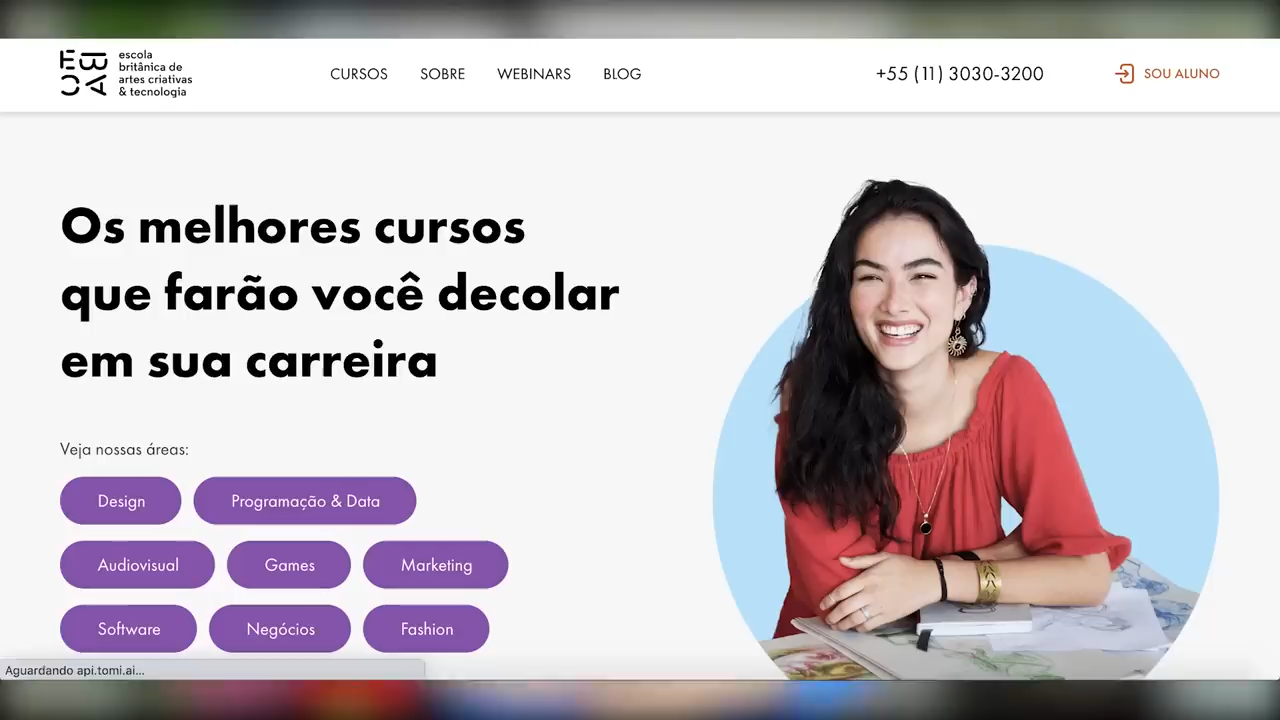 EBAC
escola
britânica de
artes criativas
& tecnologia
CURSOS
SOBRE
WEBINARS
BLOG
+55 (11) 3030-3200
SOU ALUNO
Os melhores cursos
que farão você decolar
em sua carreira
Veja nossas áreas:
Design
Programação & Data
Audiovisual
Games
Marketing
Software
Negócios
Fashion
Aguardando api.tomi.ai...